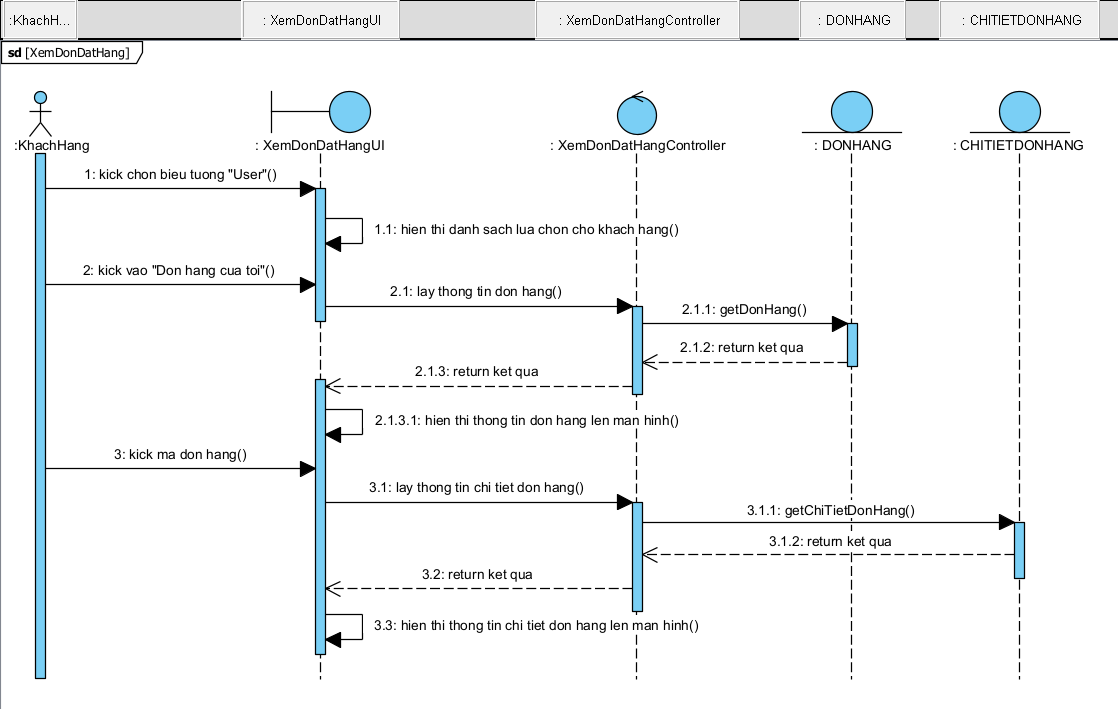 :KhachH...
: XemDonDatHangUI
: XemDonDatHangController
: DONHANG
: CHITIETDONHANG
sd [XemDonDatHang]
:KhachHang
: XemDonDatHangUI
: XemDonDatHangController
: DONHANG
: CHITIETDONHANG
1: kick chon bieu tuong "User"()
1.1: hien thi danh sach lua chon cho khach hang()
2: kick vao "Don hang cua toi"()
2.1: lay thong tin don hang()
2.1.1: getDonHang()
2.1.2: return ket qua
2.1.3: return ket qua
2.1.3.1: hien thi thong tin don hang len man hinh()
3: kick ma don hang()
3.1: lay thong tin chi tiet don hang()
3.1.1: getChiTietDonHang()
3.1.2: return ket qua
3.2: return ket qua
3.3: hien thi thong tin chi tiet don hang len man hinh()